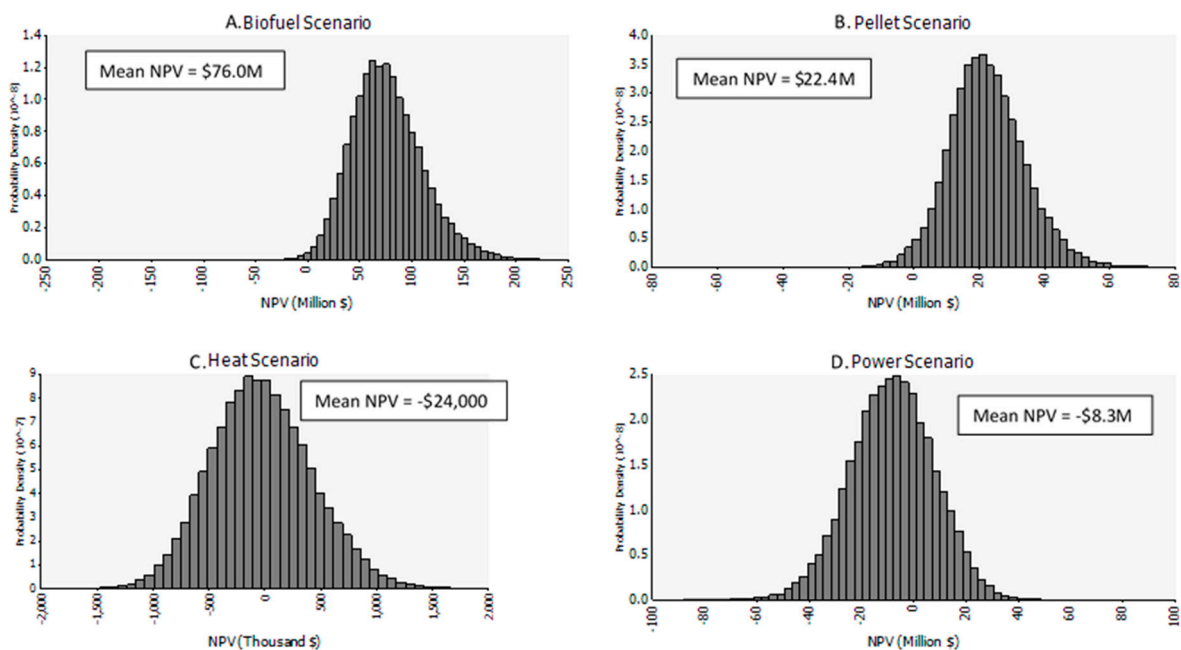 A. Biofuel Scenario
Mean NPV = $76.0M
Probability Density (10^-8)
1.4
1.2
1.0
0.8
0.6
0.4
0.2
0.0
-250 -200 -150 -100 -50 0 50 100 150 200 250
NPV (Million $)
B. Pellet Scenario
Mean NPV = $22.4M
Probability Density (10^-8)
4.0
3.5
3.0
2.5
2.0
1.5
1.0
0.5
0.0
-80 -60 -40 -20 0 20 40 60 80
NPV (Million $)
C. Heat Scenario
Mean NPV = -$24,000
Probability Density (10^-7)
9
8
7
6
5
4
3
2
1
0
-2,000 -1,500 -1,000 -500 0 500 1,000 1,500 2,000
NPV (Thousand $)
D. Power Scenario
Mean NPV = -$8.3M
Probability Density (10^-8)
2.5
2.0
1.5
1.0
0.5
0.0
-100 -80 -60 -40 -20 0 20 40 60 80 100
NPV (Million $)